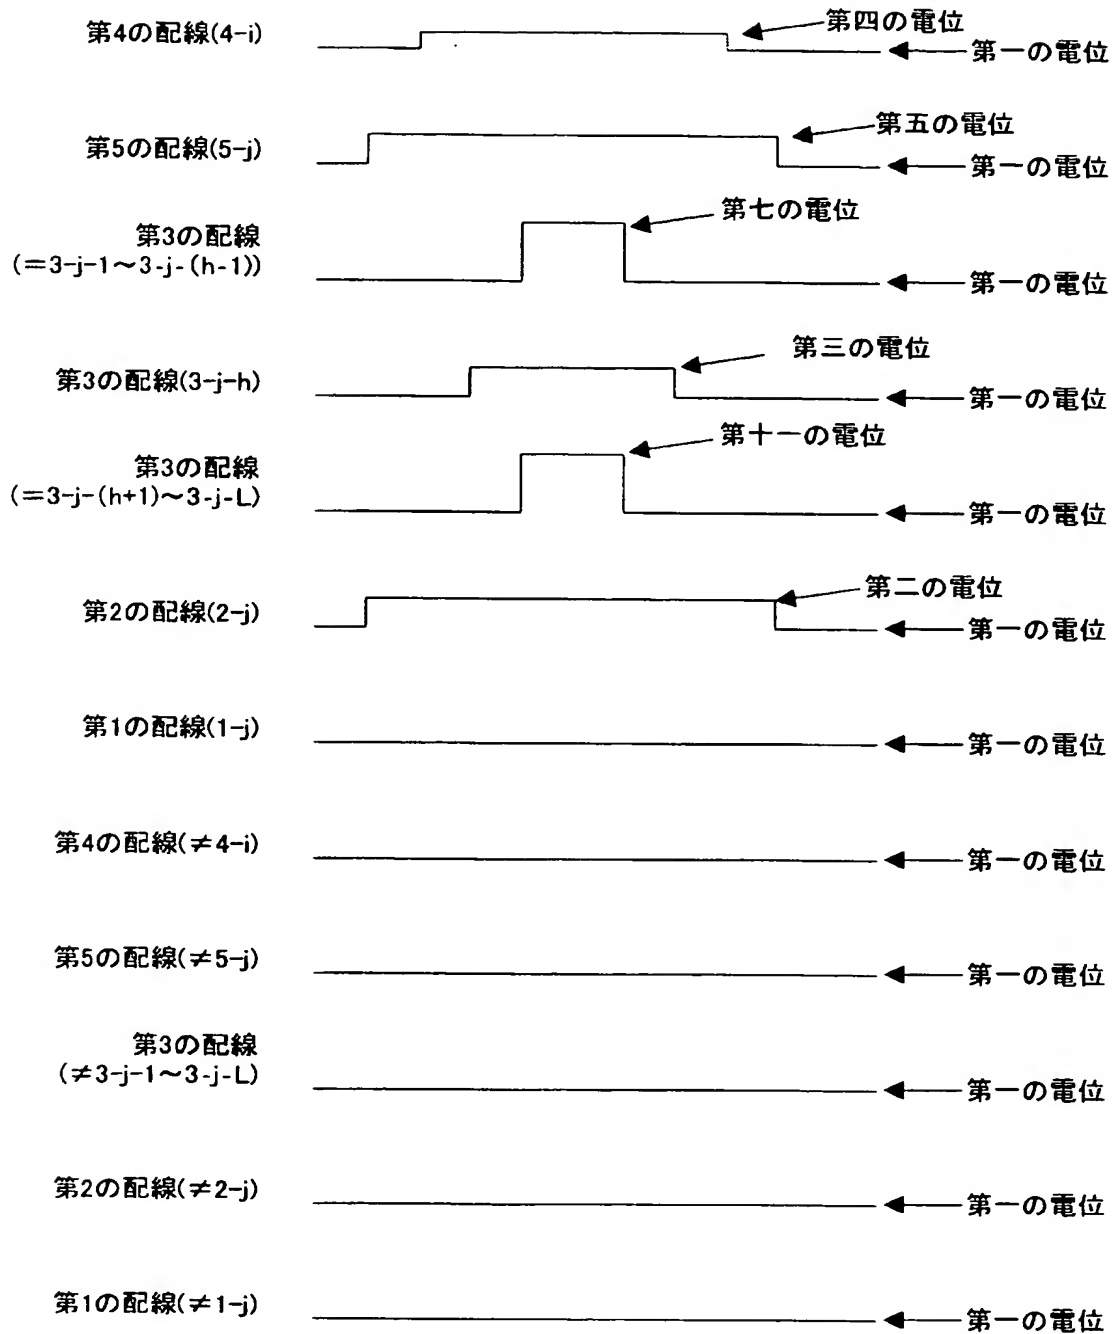 第4の配線(4-i)
第四の電位
第一の電位
第5の配線(5-j)
第五の電位
第一の電位
第3の配線
(=3-j-1～3-j-(h-1))
第七の電位
第一の電位
第3の配線(3-j-h)
第三の電位
第一の電位
第3の配線
(=3-j-(h+1)～3-j-L)
第十一の電位
第一の電位
第2の配線(2-j)
第二の電位
第一の電位
第1の配線(1-j)
第一の電位
第4の配線(≠4-i)
第一の電位
第5の配線(≠5-j)
第一の電位
第3の配線
(≠3-j-1～3-j-L)
第一の電位
第2の配線(≠2-j)
第一の電位
第1の配線(≠1-j)
第一の電位